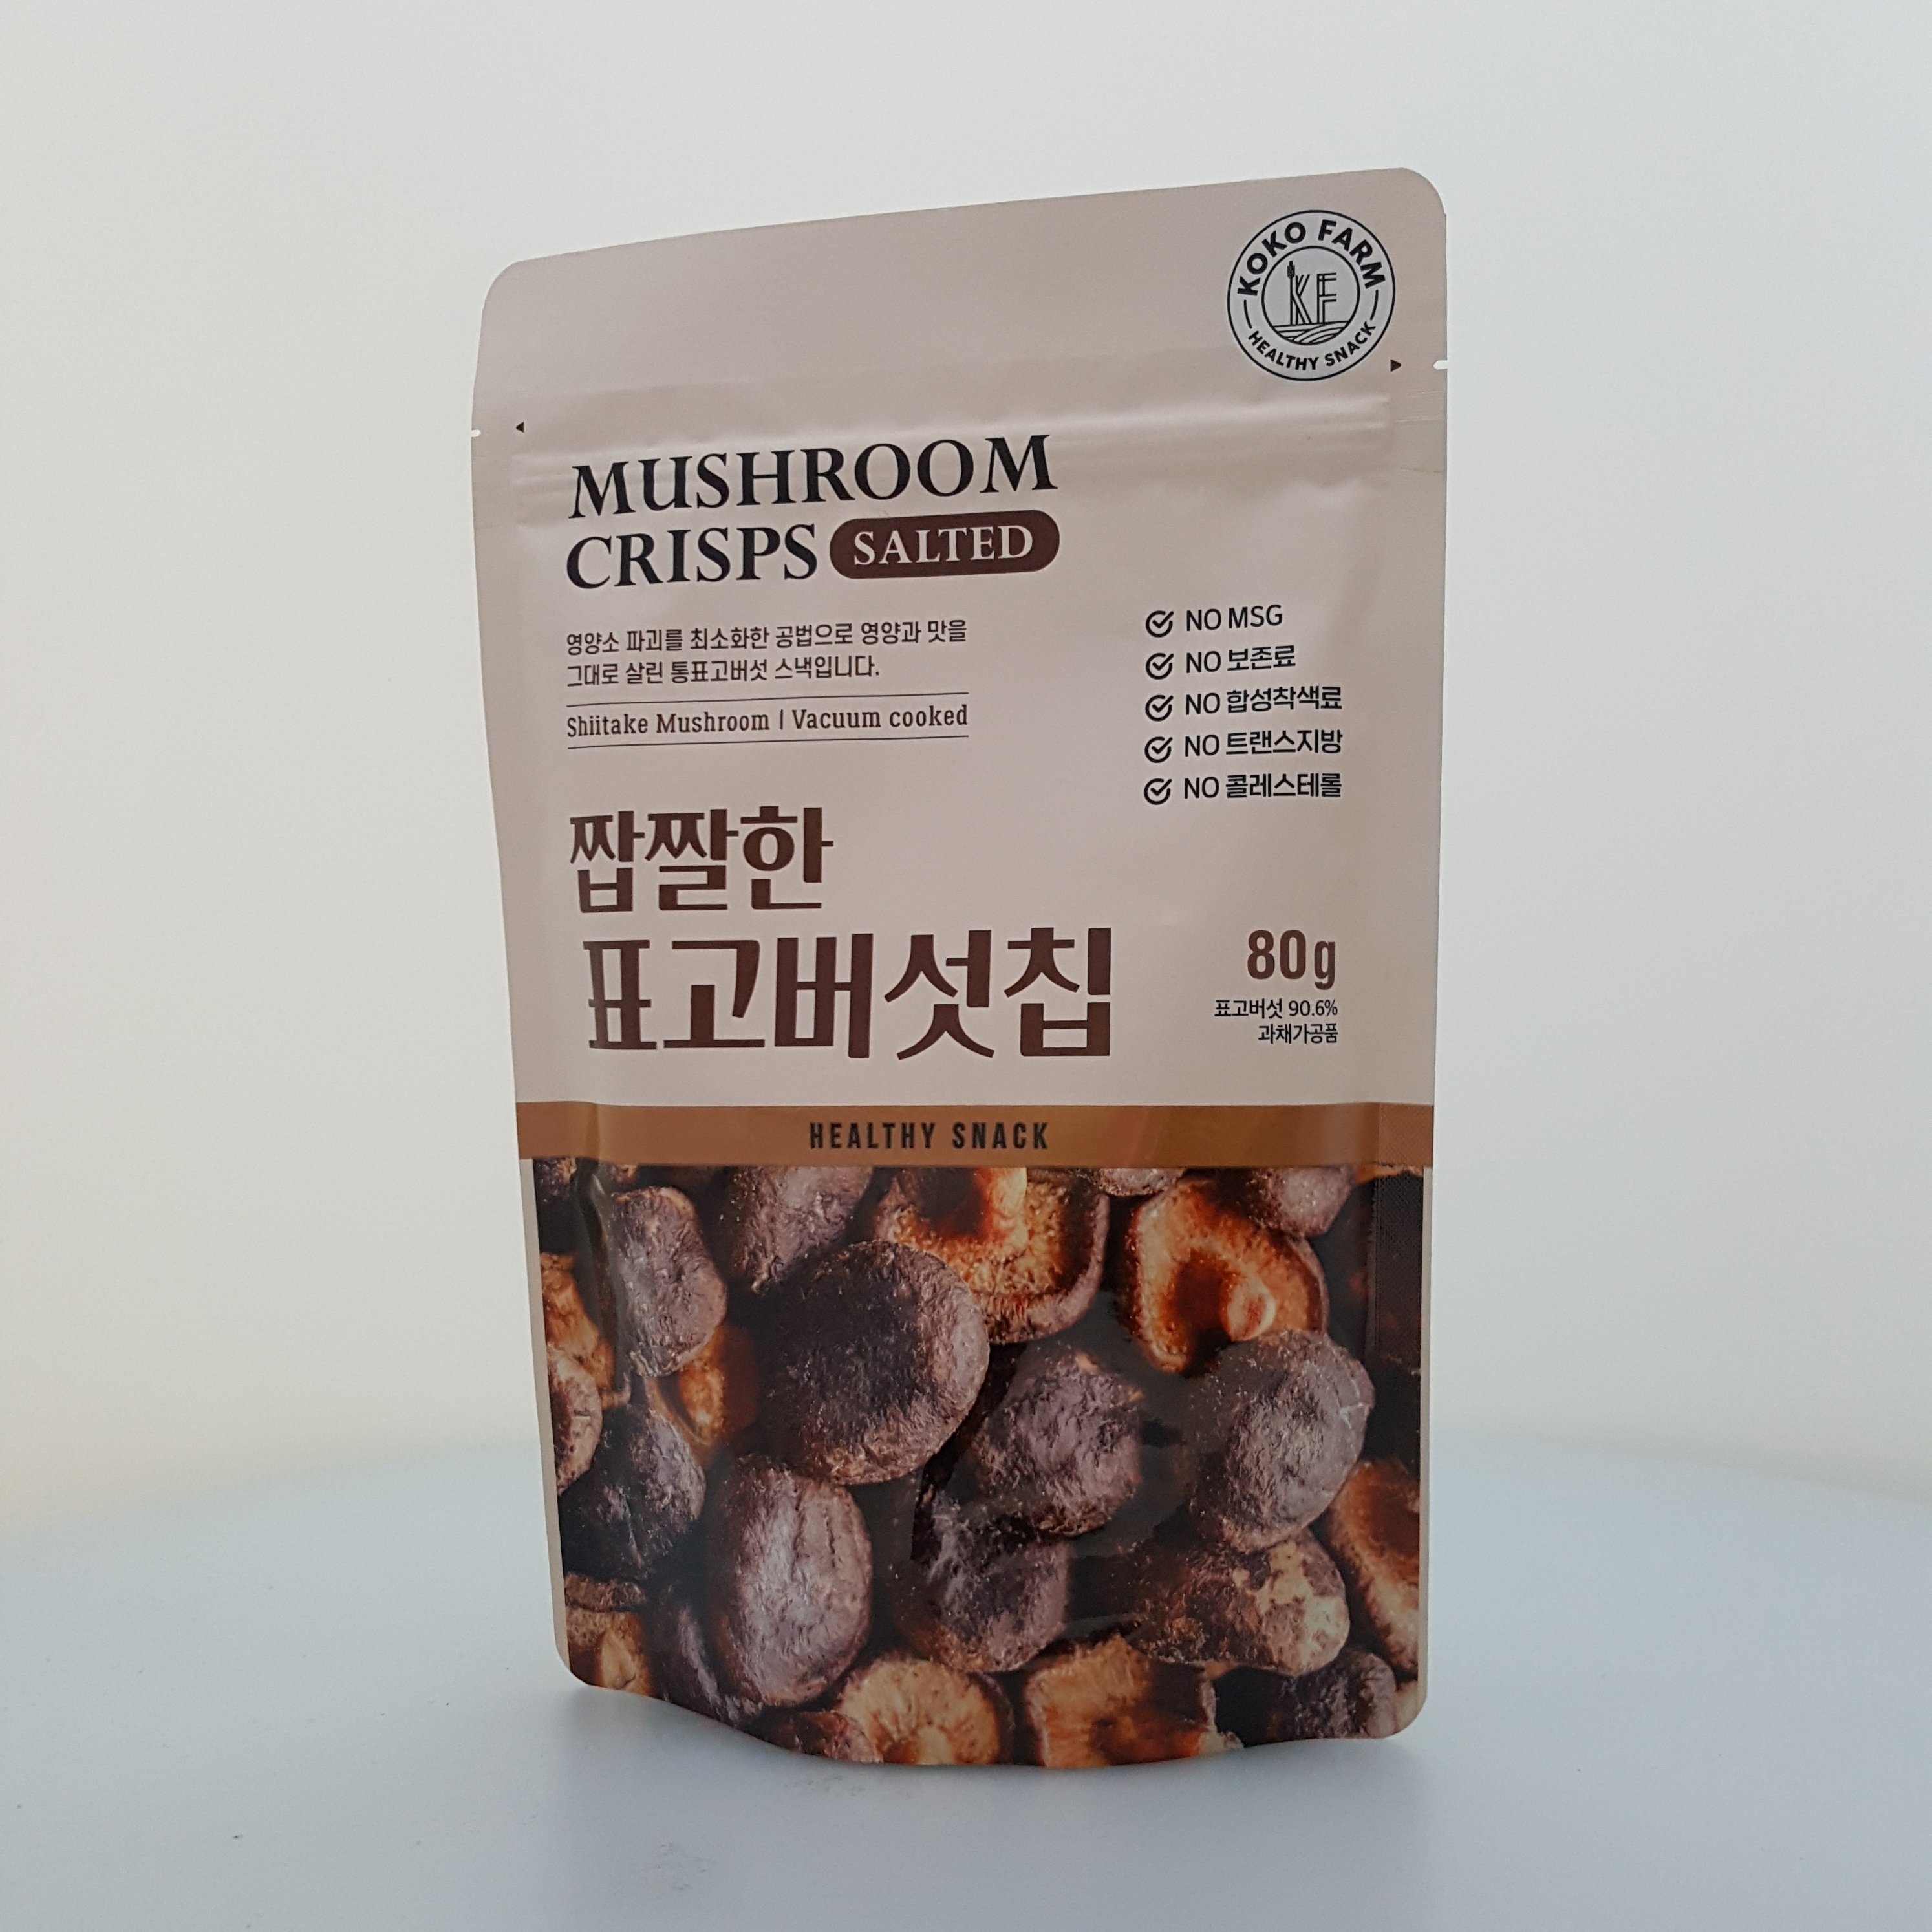 KOKO FARM
KF
HEALTHY SNACK
MUSHROOM
CRISPS SALTED
영양소 파괴를 최소화한 공법으로 영양과 맛을
그대로 살린 통표고버섯 스낵입니다.
Shiitake Mushroom | Vacuum cooked
NO MSG
NO 보존료
NO 합성착색료
NO 트랜스지방
NO 콜레스테롤
짭짤한
표고버섯칩
80g
표고버섯 90.6%
과채가공품
HEALTHY SNACK